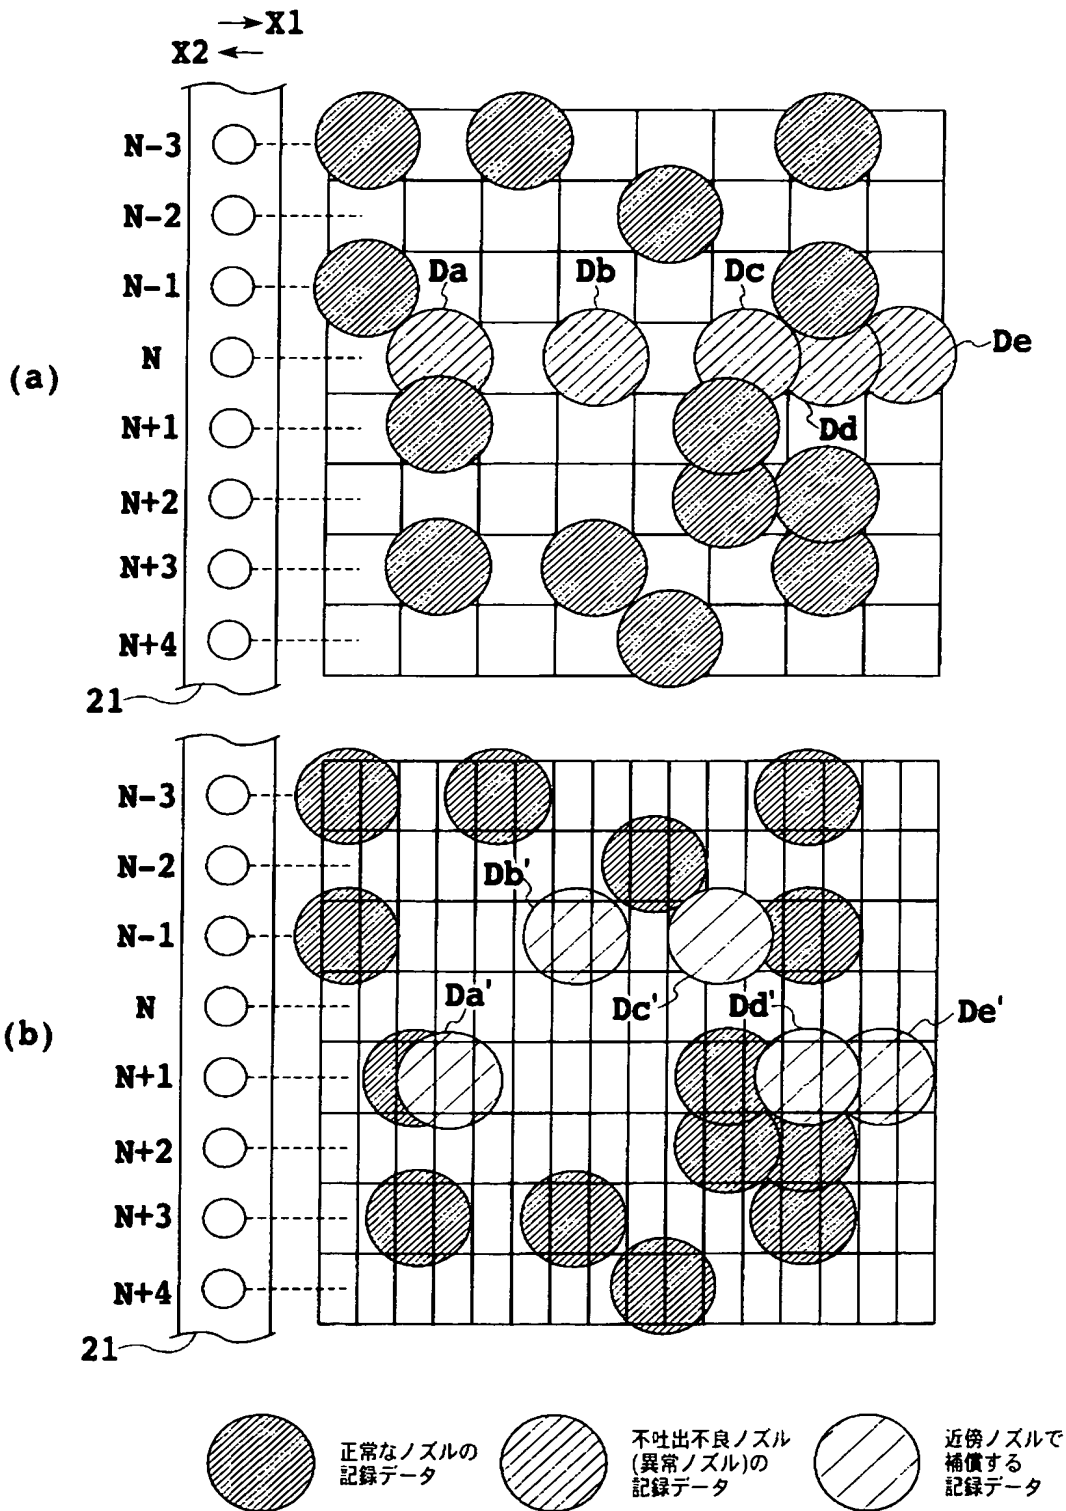 →X1
X2←
(a)
N-3
N-2
N-1
N
N+1
N+2
N+3
N+4
21
Da
Db
Dc
Dd
De
(b)
N-3
N-2
N-1
N
N+1
N+2
N+3
N+4
21
Db'
Da'
Dc'
Dd'
De'
正常なノズルの
記録データ
不吐出不良ノズル
(異常ノズル)の
記録データ
近傍ノズルで
補償する
記録データ